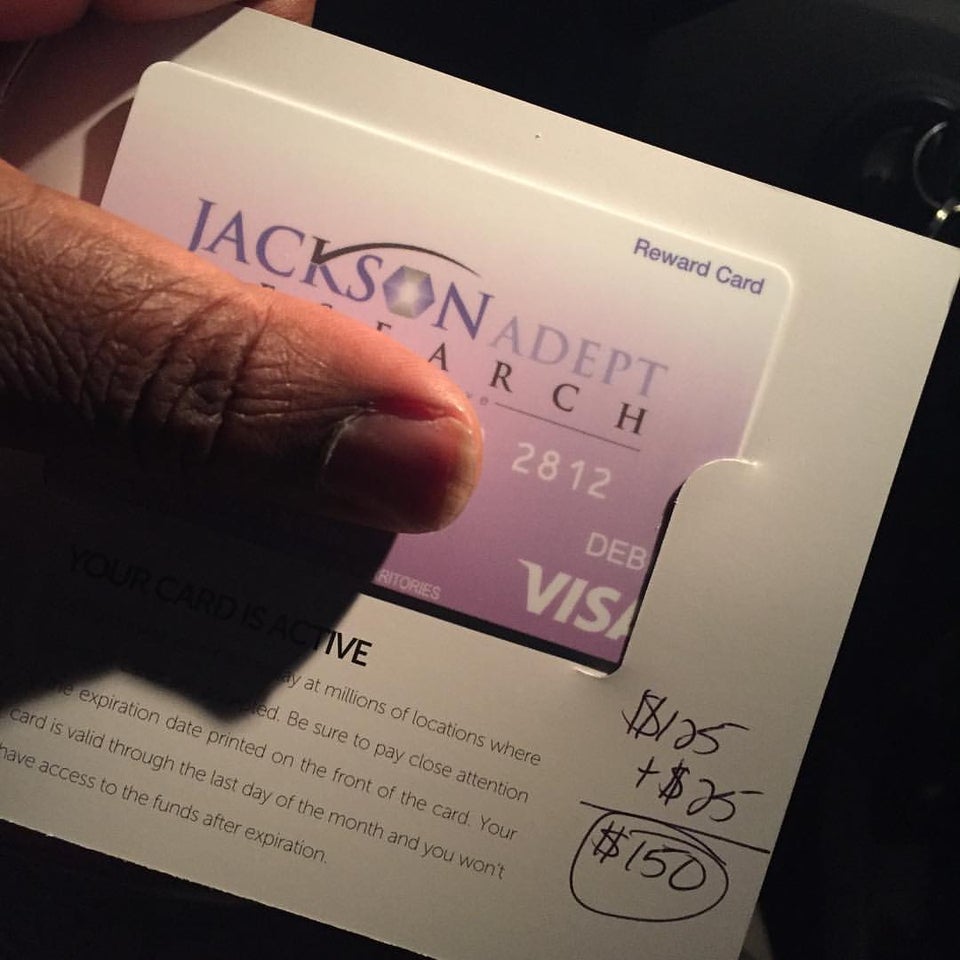 Reward Card
JACKSON ADEPT
ARCH
2812
DEB
VISA
RITORIES
YOUR CARD IS ACTIVE
ay at millions of locations where
ted. Be sure to pay close attention
e expiration date printed on the front of the card. Your
card is valid through the last day of the month and you won't
have access to the funds after expiration.
$125
+$25
$150